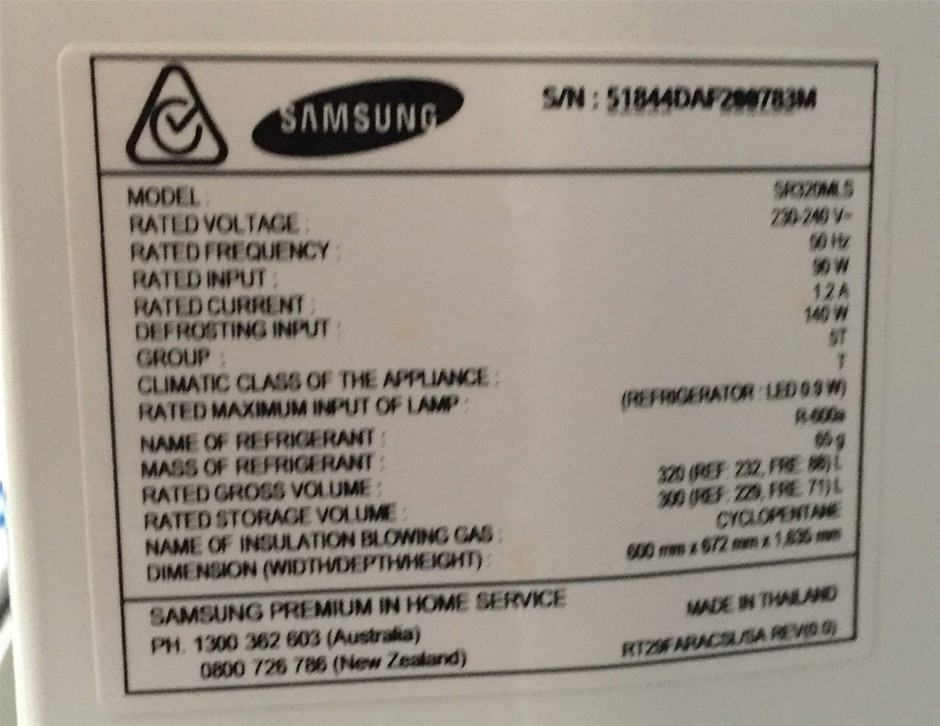 SAMSUNG
S/N : 51844DAF200783M
MODEL : SR320MLS
RATED VOLTAGE : 230-240 V~
RATED FREQUENCY : 50 Hz
RATED INPUT : 90 W
RATED CURRENT : 1.2 A
DEFROSTING INPUT : 140 W
GROUP : ST
CLIMATIC CLASS OF THE APPLIANCE : T
RATED MAXIMUM INPUT OF LAMP : (REFRIGERATOR : LED 0.9 W)
NAME OF REFRIGERANT : R-600a
MASS OF REFRIGERANT : 65 g
RATED GROSS VOLUME : 320 (REF: 232, FRE: 88) L
RATED STORAGE VOLUME : 300 (REF: 229, FRE: 71) L
NAME OF INSULATION BLOWING GAS : CYCLOPENTANE
DIMENSION (WIDTH/DEPTH/HEIGHT) : 600 mm x 672 mm x 1,635 mm
SAMSUNG PREMIUM IN HOME SERVICE
PH. 1300 362 603 (Australia)
0800 726 786 (New Zealand)
MADE IN THAILAND
RT29FARACSL/SA REV(0.0)